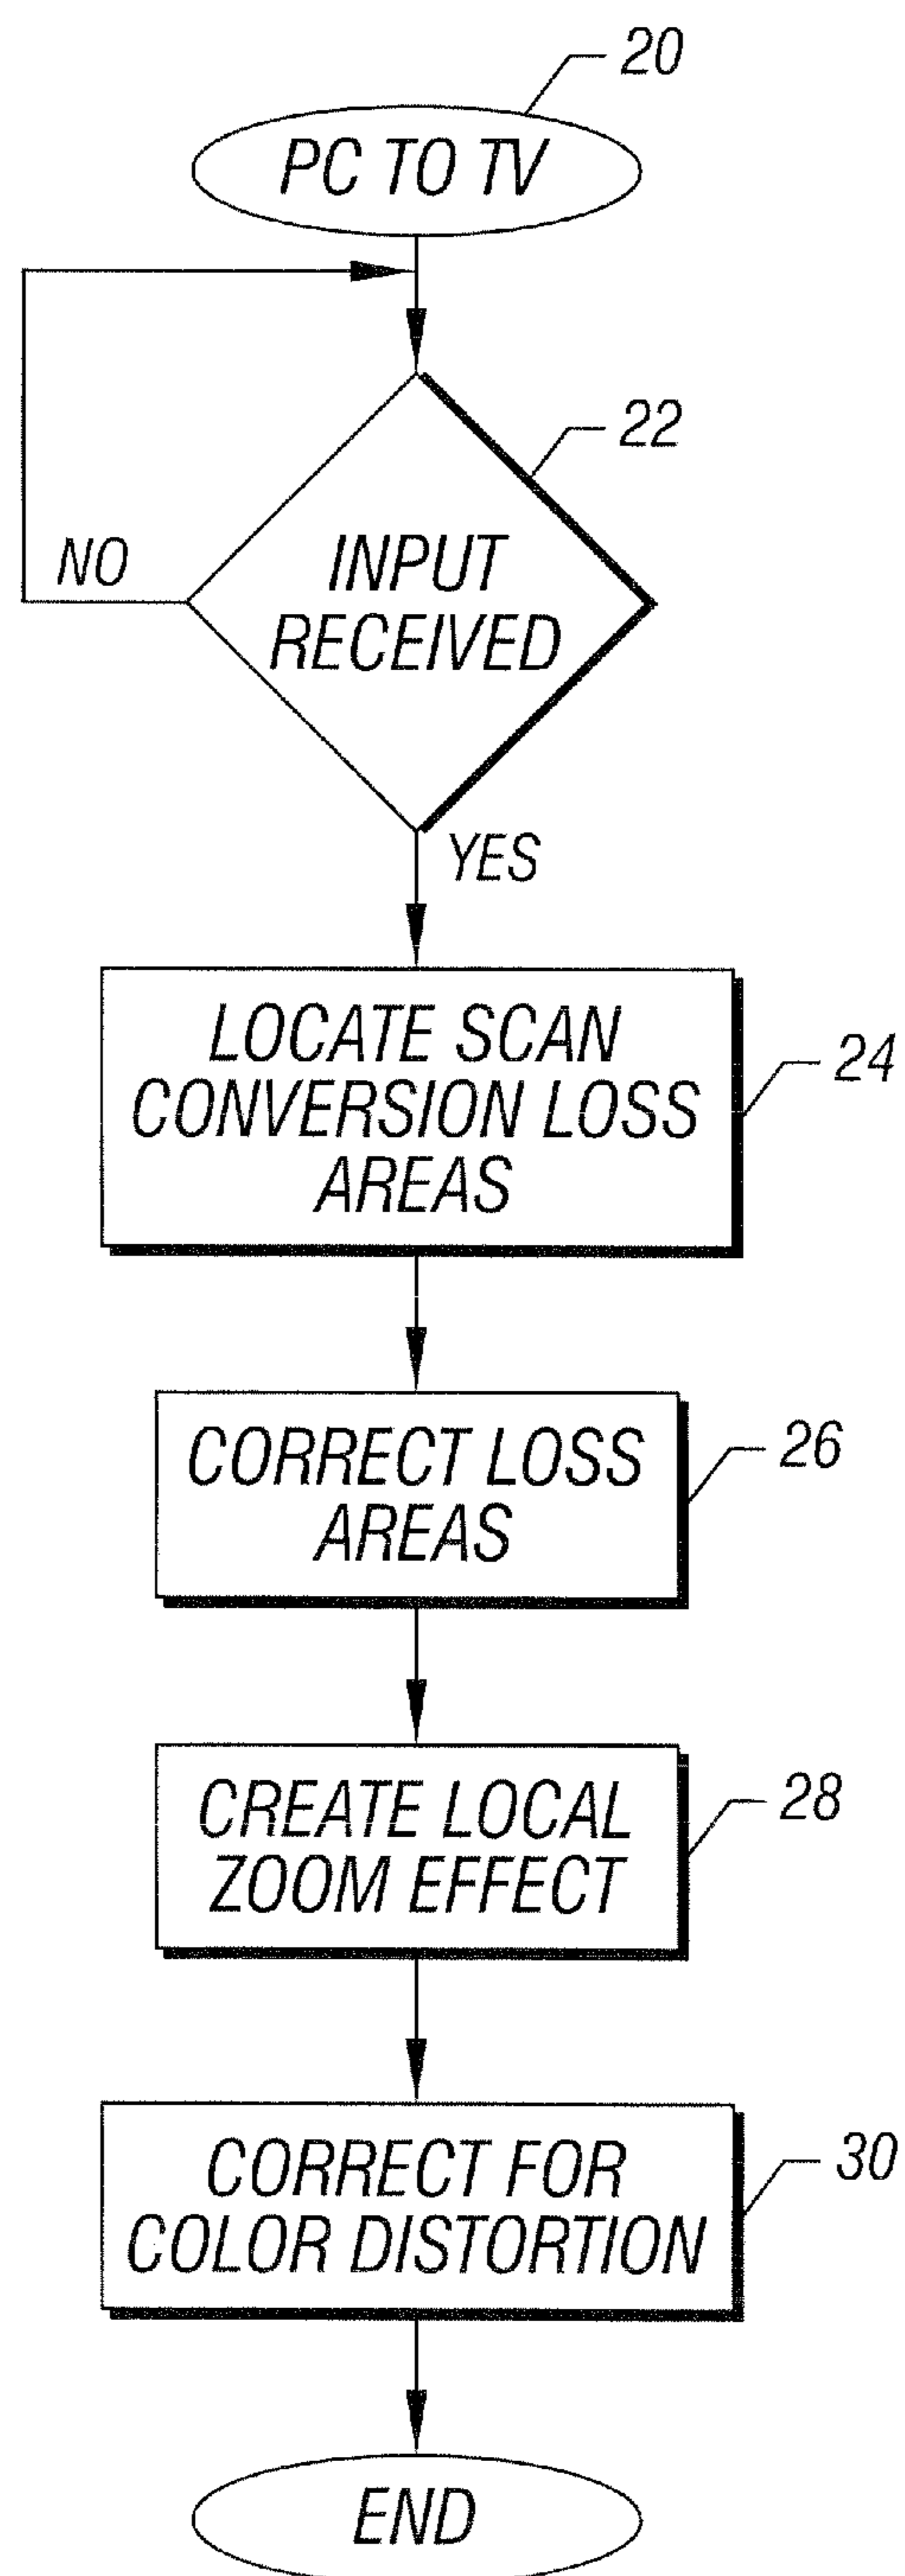 20
PC TO TV
22
INPUT
RECEIVED
NO
YES
LOCATE SCAN
CONVERSION LOSS
AREAS
24
CORRECT LOSS
AREAS
26
CREATE LOCAL
ZOOM EFFECT
28
CORRECT FOR
COLOR DISTORTION
30
END